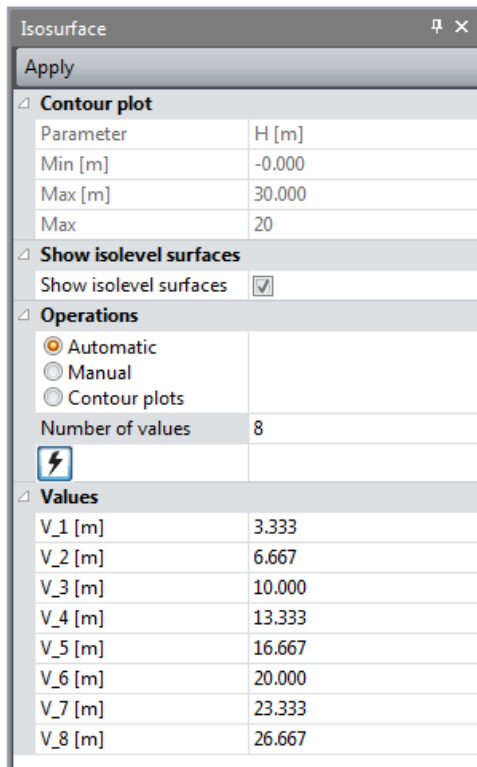 Isosurface
Apply
Contour plot
Parameter H [m]
Min [m] -0.000
Max [m] 30.000
Max 20
Show isolevel surfaces
Show isolevel surfaces
Operations
Automatic
Manual
Contour plots
Number of values 8
Values
V_1 [m] 3.333
V_2 [m] 6.667
V_3 [m] 10.000
V_4 [m] 13.333
V_5 [m] 16.667
V_6 [m] 20.000
V_7 [m] 23.333
V_8 [m] 26.667